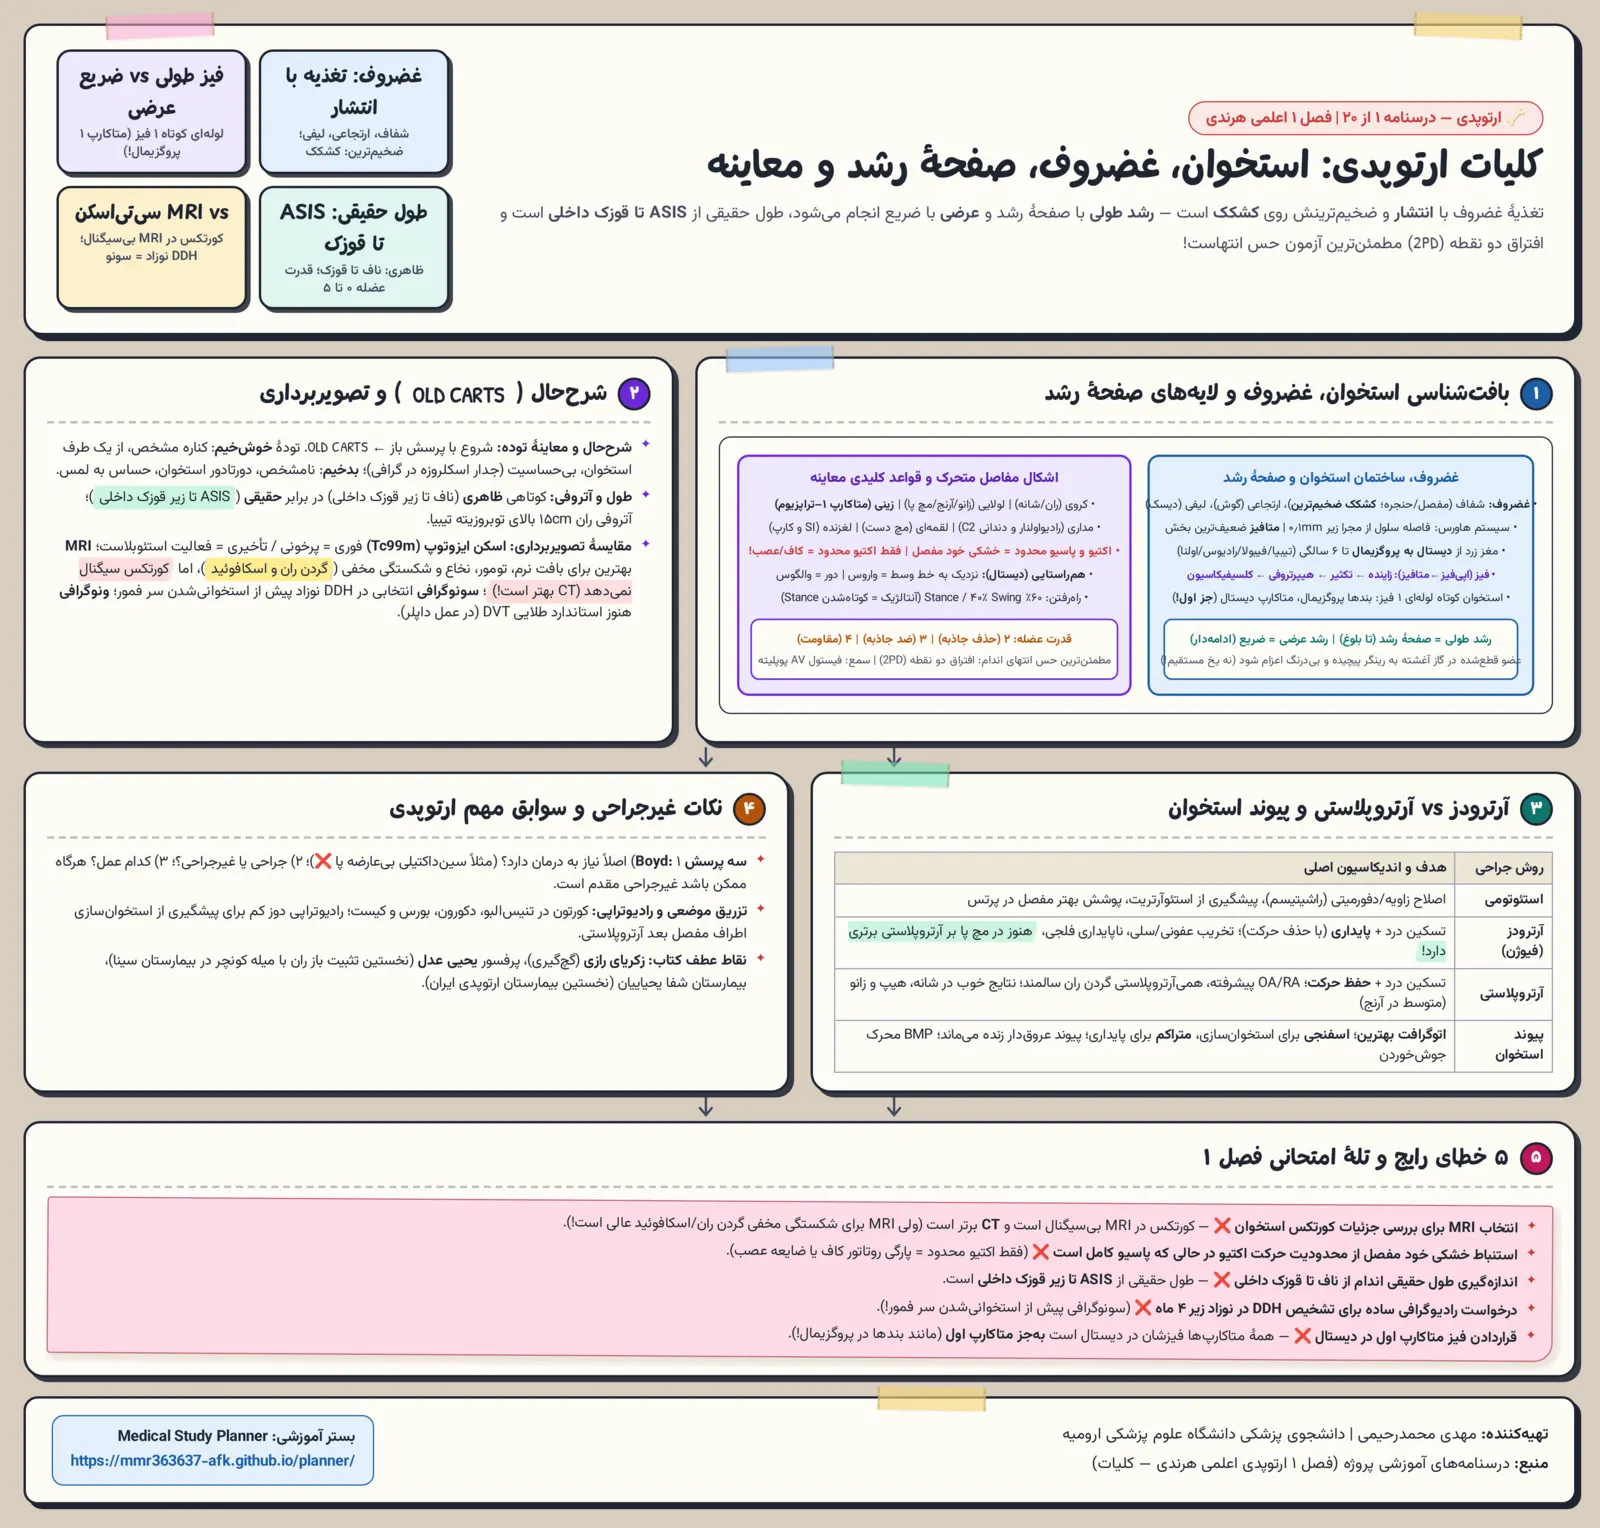 🦴 ارتوپدی — درسنامه ۱ از ۲۰ | فصل ۱ اعلمی هرندی
کلیات ارتوپدی: استخوان، غضروف، صفحهٔ رشد و معاینه
تغذیهٔ غضروف با انتشار و ضخیم‌ترینش روی کشکک است — رشد طولی با صفحهٔ رشد و عرضی با ضریع انجام می‌شود، طول حقیقی از ASIS تا قوزک داخلی است و
افتراق دو نقطه (2PD) مطمئن‌ترین آزمون حس انتهاست!
غضروف: تغذیه با
انتشار
شفاف، ارتجاعی، لیفی؛
ضخیم‌ترین: کشکک
فیز طولی vs ضریع
عرضی
لوله‌ای کوتاه ۱ فیز (متاکارپ ۱
پروگزیمال!)
طول حقیقی: ASIS
تا قوزک
ظاهری: ناف تا قوزک؛ قدرت
عضله ۰ تا ۵
MRI vs سی‌تی‌اسکن
کورتکس در MRI بی‌سیگنال؛
DDH نوزاد = سونو
۱ بافت‌شناسی استخوان، غضروف و لایه‌های صفحهٔ رشد
غضروف، ساختمان استخوان و صفحهٔ رشد
• غضروف: شفاف (مفصل/حنجره؛ کشکک ضخیم‌ترین)، ارتجاعی (گوش)، لیفی (دیسک)
• سیستم هاورس: فاصله سلول از مجرا زیر ۰٫۱mm | متافیز ضعیف‌ترین بخش
• مغز زرد از دیستال به پروگزیمال تا ۶ سالگی (تیبیا/فیبولا/رادیوس/اولنا)
• فیز (اپی‌فیز←متافیز): زاینده ← تکثیر ← هیپرتروفی ← کلسیفیکاسیون
• استخوان کوتاه لوله‌ای ۱ فیز: بندها پروگزیمال، متاکارپ دیستال (جز اول!)
رشد طولی = صفحهٔ رشد (تا بلوغ) | رشد عرضی = ضریع (ادامه‌دار)
عضو قطع‌شده در گاز آغشته به رینگر پیچیده و بی‌درنگ اعزام شود (نه یخ مستقیم!)
اشکال مفاصل متحرک و قواعد کلیدی معاینه
• کروی (ران/شانه) | لولایی (زانو/آرنج/مچ پا) | زینی (متاکارپ ۱–تراپزیوم)
• مداری (رادیواولنار و دندانی C2) | لقمه‌ای (مچ دست) | لغزنده (SI و کارپ)
• اکتیو و پاسیو محدود = خشکی خود مفصل | فقط اکتیو محدود = کاف/عصب!
• هم‌راستایی (دیستال): نزدیک به خط وسط = واروس | دور = والگوس
• راه‌رفتن: ۶۰٪ Stance / ۴۰٪ Swing (آنتالژیک = کوتاه‌شدن Stance)
قدرت عضله: ۲ (حذف جاذبه) | ۳ (ضد جاذبه) | ۴ (مقاومت)
مطمئن‌ترین حس انتهای اندام: افتراق دو نقطه (2PD) | سمع: فیستول AV پوپلیته
۲ شرح‌حال ( OLD CARTS ) و تصویربرداری
✦ شرح‌حال و معاینهٔ توده: شروع با پرسش باز ← OLD CARTS. تودهٔ خوش‌خیم: کناره مشخص، از یک طرف
استخوان، بی‌حساسیت (جدار اسکلروزه در گرافی)؛ بدخیم: نامشخص، دورتادور استخوان، حساس به لمس.
✦ طول و آتروفی: کوتاهی ظاهری (ناف تا زیر قوزک داخلی) در برابر حقیقی ( ASIS تا زیر قوزک داخلی )؛
آتروفی ران ۱۵cm بالای توبروزیته تیبیا.
✦ مقایسهٔ تصویربرداری: اسکن ایزوتوپ (Tc99m) فوری = پرخونی / تأخیری = فعالیت استئوبلاست؛ MRI
بهترین برای بافت نرم، تومور، نخاع و شکستگی مخفی ( گردن ران و اسکافوئید )، اما کورتکس سیگنال
نمی‌دهد (CT بهتر است!) ؛ سونوگرافی انتخابی در DDH نوزاد پیش از استخوانی‌شدن سر فمور؛ ونوگرافی
هنوز استاندارد طلایی DVT (در عمل داپلر).
۳ آرترودز vs آرتروپلاستی و پیوند استخوان
روش جراحی هدف و اندیکاسیون اصلی
استئوتومی اصلاح زاویه/دفورمیتی (راشیتیسم)، پیشگیری از استئوآرتریت، پوشش بهتر مفصل در پرتس
آرترودز (فیوژن) تسکین درد + پایداری (با حذف حرکت)؛ تخریب عفونی/سلی، ناپایداری فلجی، هنوز در مچ پا بر آرتروپلاستی برتری
دارد!
آرتروپلاستی تسکین درد + حفظ حرکت؛ OA/RA پیشرفته، همی‌آرتروپلاستی گردن ران سالمند؛ نتایج خوب در شانه، هیپ و زانو
(متوسط در آرنج)
پیوند استخوان اتوگرافت بهترین؛ اسفنجی برای استخوان‌سازی، متراکم برای پایداری؛ پیوند عروق‌دار زنده می‌ماند؛ BMP محرک
جوش‌خوردن
۴ نکات غیرجراحی و سوابق مهم ارتوپدی
✦ سه پرسش Boyd: ۱) اصلاً نیاز به درمان دارد؟ (مثلاً سین‌داکتیلی بی‌عارضه پا ❌)؛ ۲) جراحی یا غیرجراحی؟؛ ۳) کدام عمل؟ هرگاه
ممکن باشد غیرجراحی مقدم است.
✦ تزریق موضعی و رادیوتراپی: کورتون در تنیس‌البو، دکورون، بورس و کیست؛ رادیوتراپی دوز کم برای پیشگیری از استخوان‌سازی
اطراف مفصل بعد آرتروپلاستی.
✦ نقاط عطف کتاب: زکریای رازی (گچ‌گیری)، پرفسور یحیی عدل (نخستین تثبیت باز ران با میله کونچر در بیمارستان سینا)،
بیمارستان شفا یحیاییان (نخستین بیمارستان ارتوپدی ایران).
۵ ۵ خطای رایج و تلهٔ امتحانی فصل ۱
✦ انتخاب MRI برای بررسی جزئیات کورتکس استخوان ❌ — کورتکس در MRI بی‌سیگنال است و CT برتر است (ولی MRI برای شکستگی مخفی گردن ران/اسکافوئید عالی است!).
✦ استنباط خشکی خود مفصل از محدودیت حرکت اکتیو در حالی که پاسیو کامل است ❌ (فقط اکتیو محدود = پارگی روتاتور کاف یا ضایعه عصب).
✦ اندازه‌گیری طول حقیقی اندام از ناف تا قوزک داخلی ❌ — طول حقیقی از ASIS تا زیر قوزک داخلی است.
✦ درخواست رادیوگرافی ساده برای تشخیص DDH در نوزاد زیر ۴ ماه ❌ (سونوگرافی پیش از استخوانی‌شدن سر فمور!).
✦ قراردادن فیز متاکارپ اول در دیستال ❌ — همهٔ متاکارپ‌ها فیزشان در دیستال است به‌جز متاکارپ اول (مانند بندها در پروگزیمال!).
تهیه‌کننده: مهدی محمدرحیمی | دانشجوی پزشکی دانشگاه علوم پزشکی ارومیه
منبع: درسنامه‌های آموزشی پروژه (فصل ۱ ارتوپدی اعلمی هرندی — کلیات)
بستر آموزشی: Medical Study Planner
https://mmr363637-afk.github.io/planner/